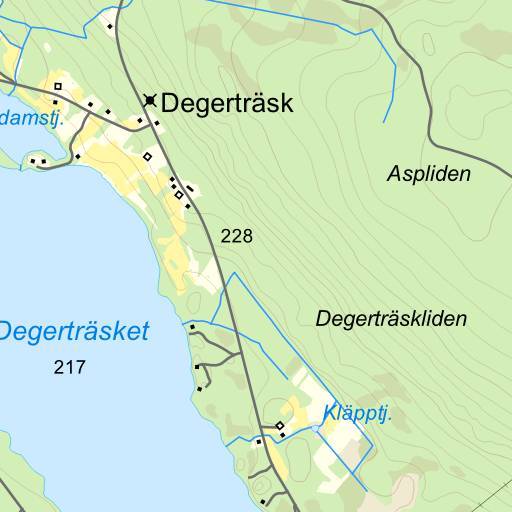 Degerträsk
damstj.
Aspliden
228
Degerträskliden
Degerträsket
217
Kläpptj.